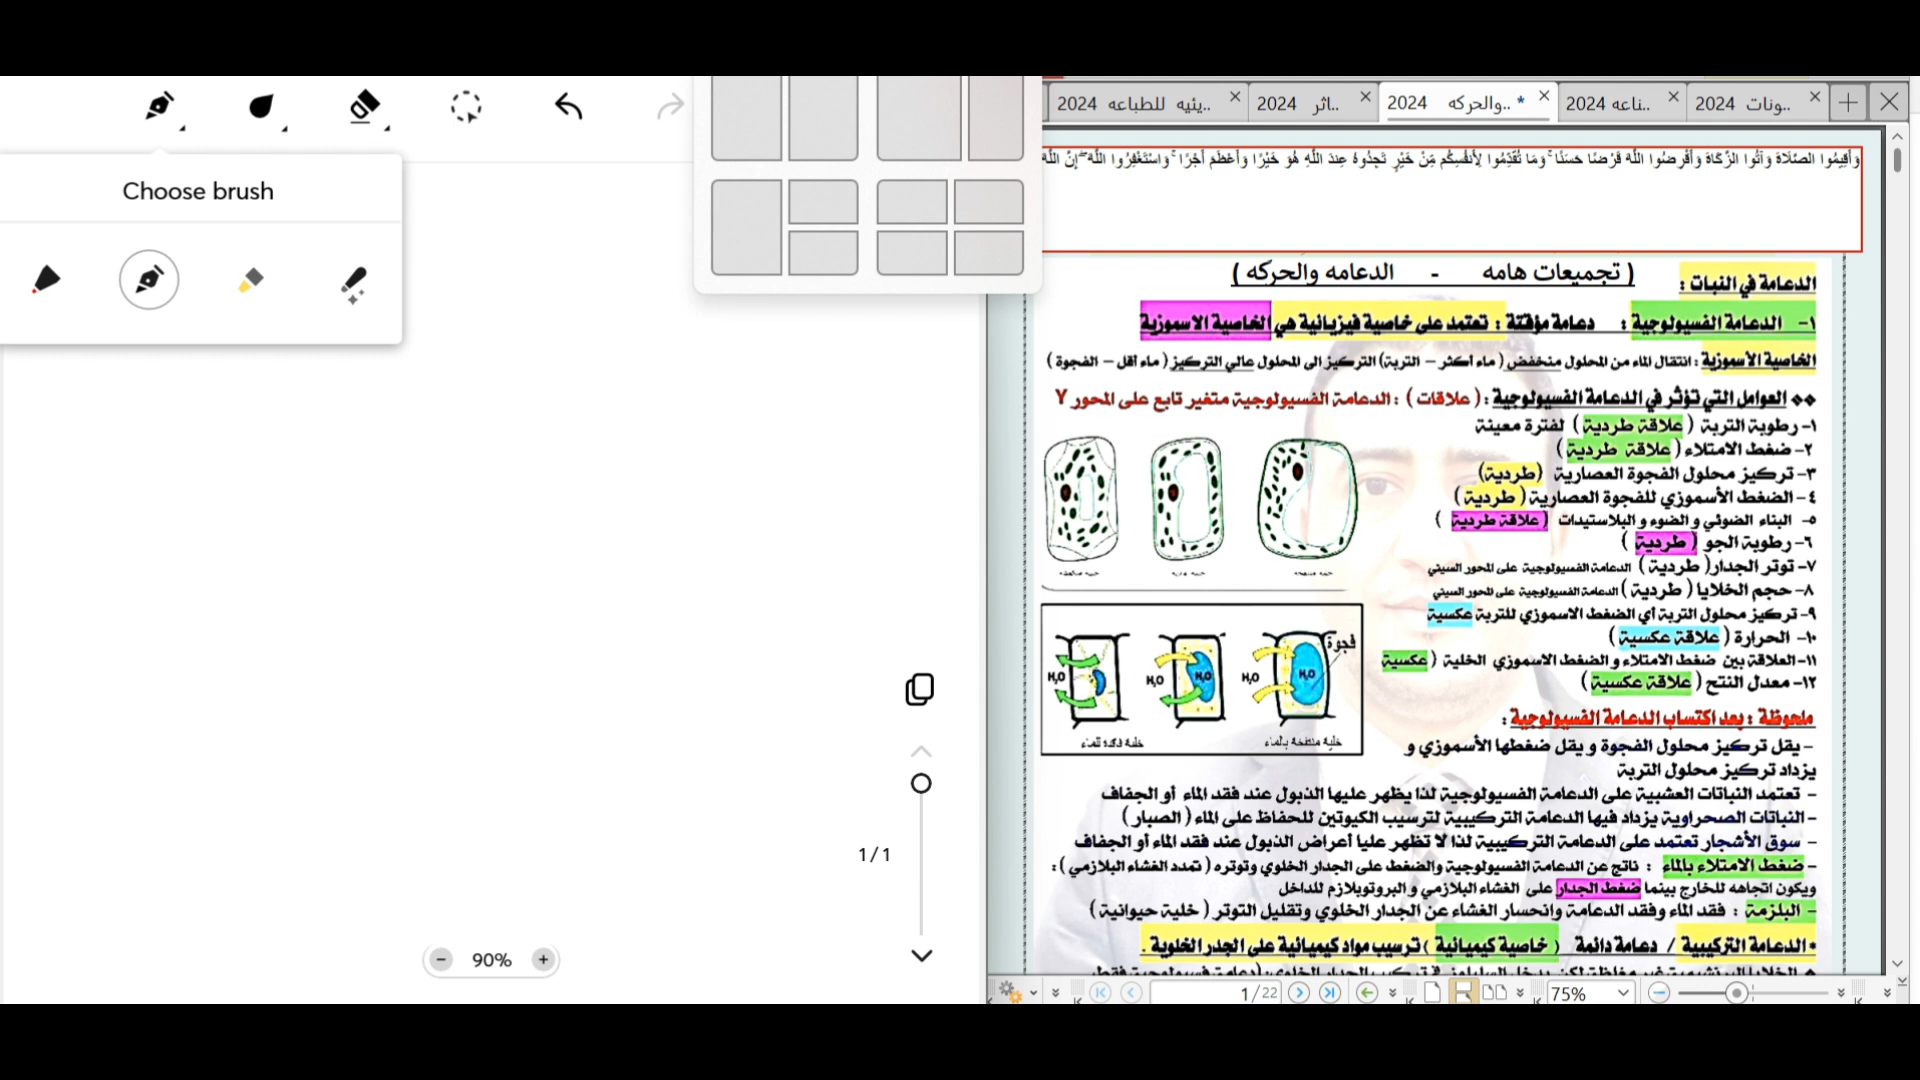 Choose brush
1/1
90%
2024 ..يئيه للطباعه
2024 ..اثر
2024 ..والحركه *
2024 ..ناعه
2024 ..ونات
وَأَقِيمُوا الصَّلَاةَ وَآتُوا الزَّكَاةَ وَأَقْرِضُوا اللَّهَ قَرْضًا حَسَنًا ۚ وَمَا تُقَدِّمُوا لِأَنفُسِكُم مِّنْ خَيْرٍ تَجِدُوهُ عِندَ اللَّهِ هُوَ خَيْرًا وَأَعْظَمَ أَجْرًا ۚ وَاسْتَغْفِرُوا اللَّهَ ۖ إِنَّ اللَّهَ
( تجميعات هامه - الدعامه والحركه )
الدعامة في النبات :
١- الدعامة الفسيولوجية : دعامة مؤقتة : تعتمد على خاصية فيزيائية هي الخاصية الاسموزية
الخاصية الاسموزية : انتقال الماء من المحلول منخفض ( ماء أكثر – التربة) التركيز الى المحلول عالي التركيز ( ماء أقل – الفجوة )
❖❖ العوامل التي تؤثر في الدعامة الفسيولوجية : ( علاقات ) : الدعامة الفسيولوجية متغير تابع على المحور Y
١- رطوبة التربة ( علاقة طردية ) لفترة معينة
٢- ضغط الامتلاء ( علاقة طردية )
٣- تركيز محلول الفجوة العصارية (طردية)
٤- الضغط الأسموزي للفجوة العصارية ( طردية )
٥- البناء الضوئي و الضوء و البلاستيدات ( علاقة طردية )
٦- رطوبة الجو ( طردية )
٧- توتر الجدار( طردية ) الدعامة الفسيولوجية على المحور السيني
٨- حجم الخلايا ( طردية ) الدعامة الفسيولوجية على المحور السيني
٩- تركيز محلول التربة أي الضغط الاسموزي للتربة عكسية
١٠- الحرارة ( علاقة عكسية )
١١- العلاقة بين ضغط الامتلاء و الضغط الاسموزي الخلية ( عكسية
١٢- معدل النتح ( علاقة عكسية )
فجوة
H₂O
H₂O
H₂O
H₂O
H₂O
خلية منتفخة بالماء
خلية فاقدة للماء
ملحوظة : بعد اكتساب الدعامة الفسيولوجية :
- يقل تركيز محلول الفجوة و يقل ضغطها الأسموزي و
يزداد تركيز محلول التربة
- تعتمد النباتات العشبية على الدعامة الفسيولوجية لذا يظهر عليها الذبول عند فقد الماء أو الجفاف
- النباتات الصحراوية يزداد فيها الدعامة التركيبية لترسيب الكيوتين للحفاظ على الماء ( الصبار )
- سوق الأشجار تعتمد على الدعامة التركيبية لذا لا تظهر عليا أعراض الذبول عند فقد الماء أو الجفاف
- ضغط الامتلاء بالماء : ناتج عن الدعامة الفسيولوجية والضغط على الجدار الخلوي وتوتره ( تمدد الغشاء البلازمي ) :
ويكون اتجاهه للخارج بينما ضغط الجدار على الغشاء البلازمي و البروتوبلازم للداخل
- البلزمة : فقد الماء وفقد الدعامة وانحسار الغشاء عن الجدار الخلوي وتقليل التوتر ( خلية حيوانية )
• الدعامة التركيبية / دعامة دائمة ( خاصية كيميائية ) ترسيب مواد كيميائية على الجدر الخلوية .
1/22
75%